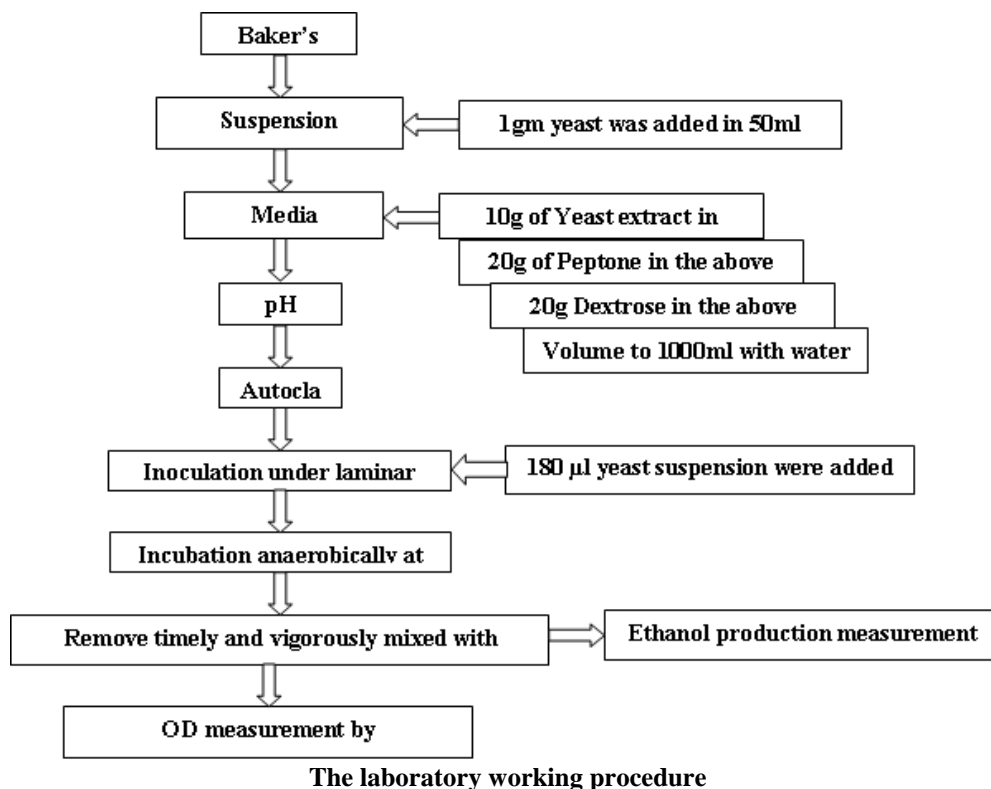 Baker's
Suspension
1gm yeast was added in 50ml
Media
10g of Yeast extract in
20g of Peptone in the above
20g Dextrose in the above
Volume to 1000ml with water
pH
Autocla
Inoculation under laminar
180 µl yeast suspension were added
Incubation anaerobically at
Remove timely and vigorously mixed with
Ethanol production measurement
OD measurement by
The laboratory working procedure